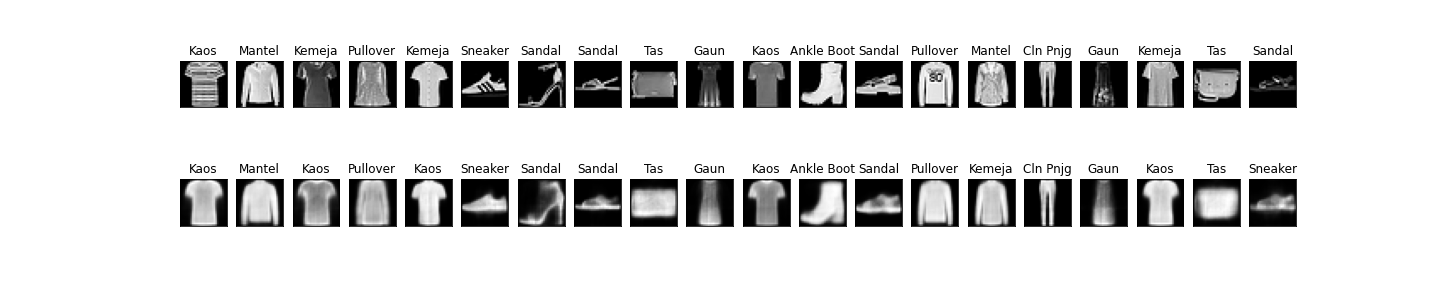 Kaos Mantel Kemeja Pullover Kemeja Sneaker Sandal Sandal Tas Gaun Kaos Ankle Boot Sandal Pullover Mantel Cln Pnjg Gaun Kemeja Tas Sandal
90
Kaos Mantel Kaos Pullover Kaos Sneaker Sandal Sandal Tas Gaun Kaos Ankle Boot Sandal Pullover Kemeja Cln Pnjg Gaun Kaos Tas Sneaker